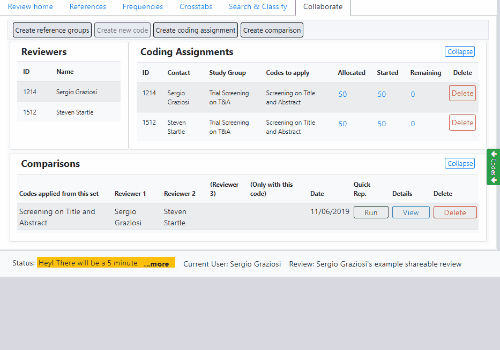 Review home References Frequencies Crosstabs Search & Classify Collaborate
Create reference groups Create new code Create coding assignment Create comparison
Reviewers
ID Name
1214 Sergio Graziosi
1512 Steven Startle
Coding Assignments Collapse
ID Contact Study Group Codes to apply Allocated Started Remaining Delete
1214 Sergio Graziosi Trial Screening on T&A Screening on Title and Abstract 50 50 0 Delete
1512 Steven Startle Trial Screening on T&A Screening on Title and Abstract 50 50 0 Delete
Comparisons Collapse
Codes applied from this set Reviewer 1 Reviewer 2 (Reviewer 3) (Only with this code) Date Quick Rep. Details Delete
Screening on Title and Abstract Sergio Graziosi Steven Startle 11/06/2019 Run View Delete
Codes
Status: Hey! There will be a 5 minute ...more Current User: Sergio Graziosi Review: Sergio Graziosi's example shareable review